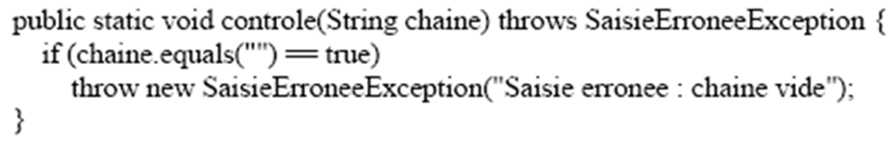 public static void controle(String chaine) throws SaisieErroneeException {
if (chaine.equals("") == true)
throw new SaisieErroneeException("Saisie erronee : chaine vide");
}